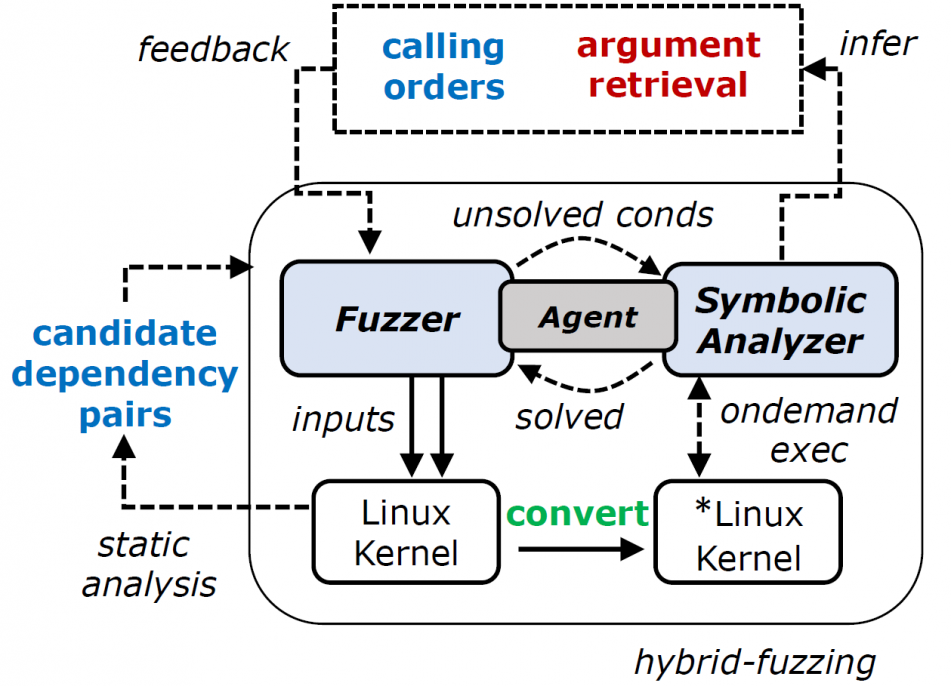 feedback
calling
orders
argument
retrieval
infer
unsolved conds
Fuzzer
Agent
Symbolic
Analyzer
candidate
dependency
pairs
inputs
solved
ondemand
exec
Linux
Kernel
convert
*Linux
Kernel
static
analysis
hybrid-fuzzing